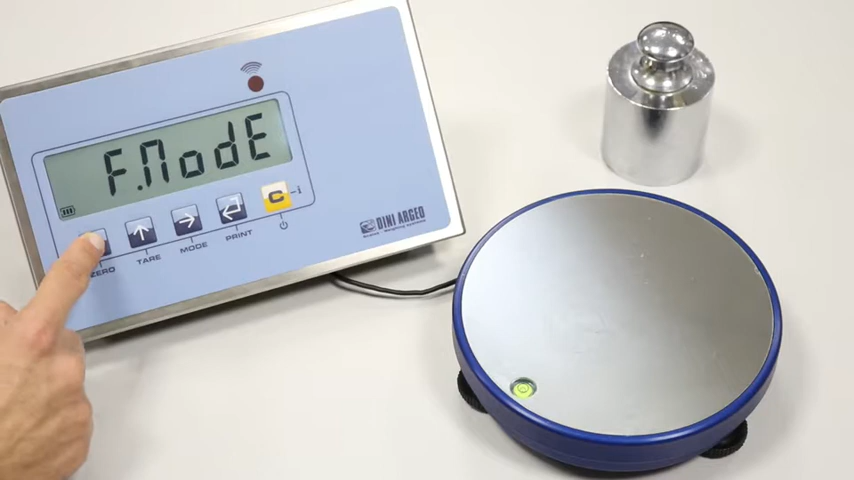 F.ModE
ZERO
TARE
MODE
PRINT
C
i
DINI ARGEO